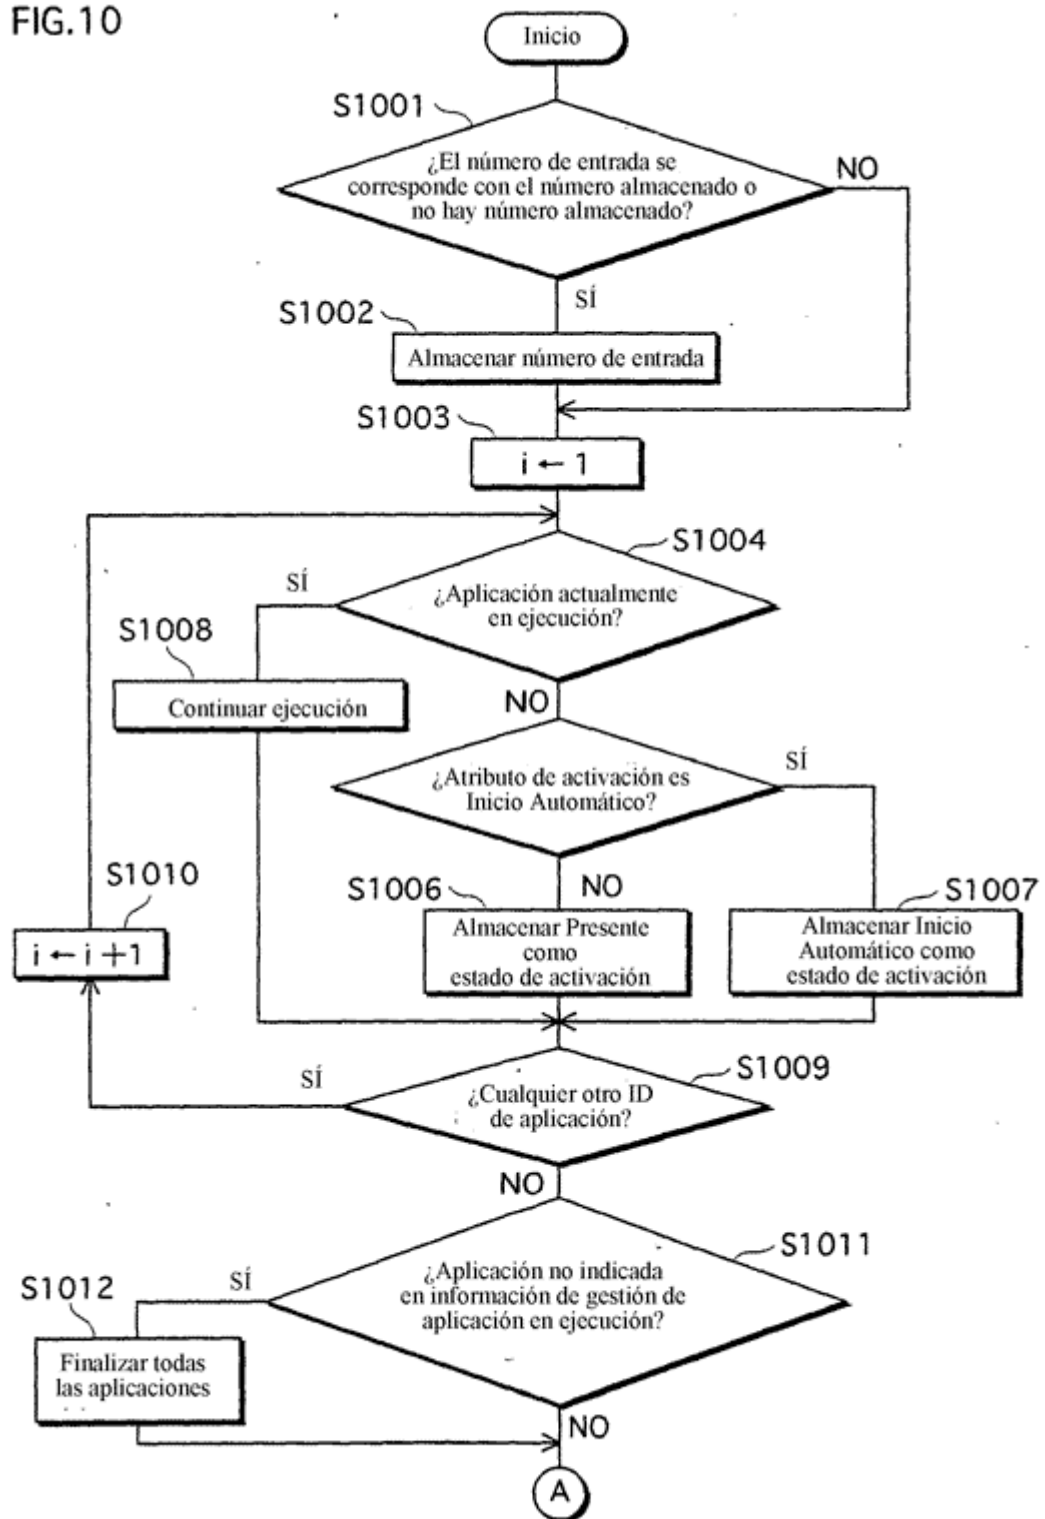 FIG.10
Inicio
S1001
¿El número de entrada se
corresponde con el número almacenado o
no hay número almacenado?
NO
SÍ
S1002
Almacenar número de entrada
S1003
i ← 1
S1004
SÍ
¿Aplicación actualmente
en ejecución?
S1008
Continuar ejecución
NO
SÍ
¿Atributo de activación es
Inicio Automático?
S1010
i ← i +1
S1006
NO
S1007
Almacenar Presente
como
estado de activación
Almacenar Inicio
Automático como
estado de activación
SÍ
S1009
¿Cualquier otro ID
de aplicación?
NO
S1011
S1012
SÍ
¿Aplicación no indicada
en información de gestión de
aplicación en ejecución?
Finalizar todas
las aplicaciones
NO
A